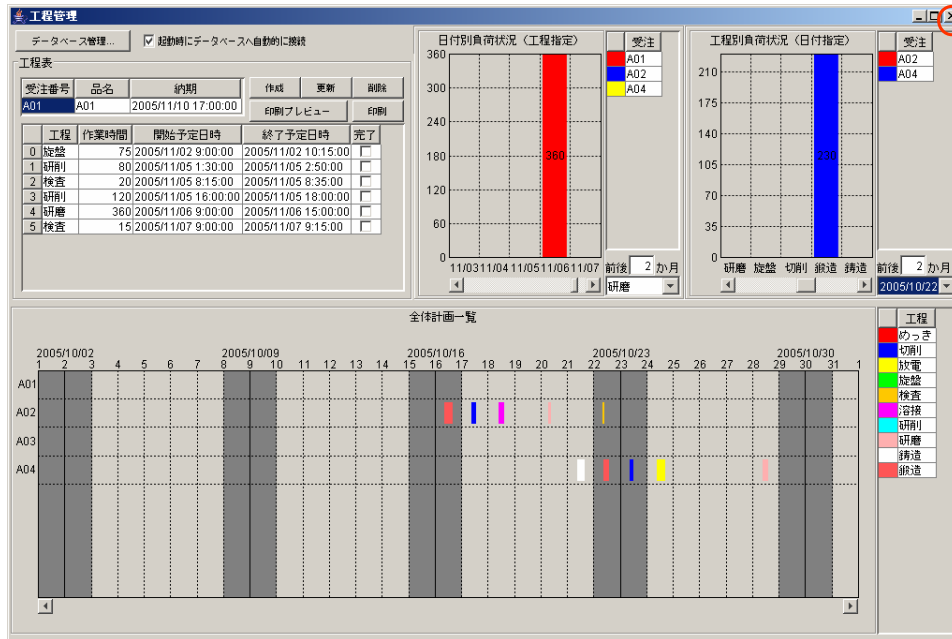 工程管理
データベース管理...
起動時にデータベースへ自動的に接続
工程表
受注番号 品名 納期
A01 A01 2005/11/10 17:00:00
作成 更新 削除
印刷プレビュー 印刷
工程 作業時間 開始予定日時 終了予定日時 完了
0 旋盤 75 2005/11/02 9:00:00 2005/11/02 10:15:00
1 研削 80 2005/11/05 1:30:00 2005/11/05 2:50:00
2 検査 20 2005/11/05 8:15:00 2005/11/05 8:35:00
3 研削 120 2005/11/05 16:00:00 2005/11/05 18:00:00
4 研磨 360 2005/11/06 9:00:00 2005/11/06 15:00:00
5 検査 15 2005/11/07 9:00:00 2005/11/07 9:15:00
日付別負荷状況（工程指定）
360
300
240
180
120
60
0
360
11/03 11/04 11/05 11/06 11/07
受注
A01
A02
A04
前後 2 か月
研磨
工程別負荷状況（日付指定）
210
175
140
105
70
35
0
研磨 旋盤 切削 鍛造 鋳造
受注
A02
A04
前後 2 か月
2005/10/22
全体計画一覧
2005/10/02 2005/10/09 2005/10/16 2005/10/23 2005/10/30
1 2 3 4 5 6 7 8 9 10 11 12 13 14 15 16 17 18 19 20 21 22 23 24 25 26 27 28 29 30 31 1
A01
A02
A03
A04
工程
めっき
切削
放電
旋盤
検査
溶接
研削
研磨
鋳造
鍛造